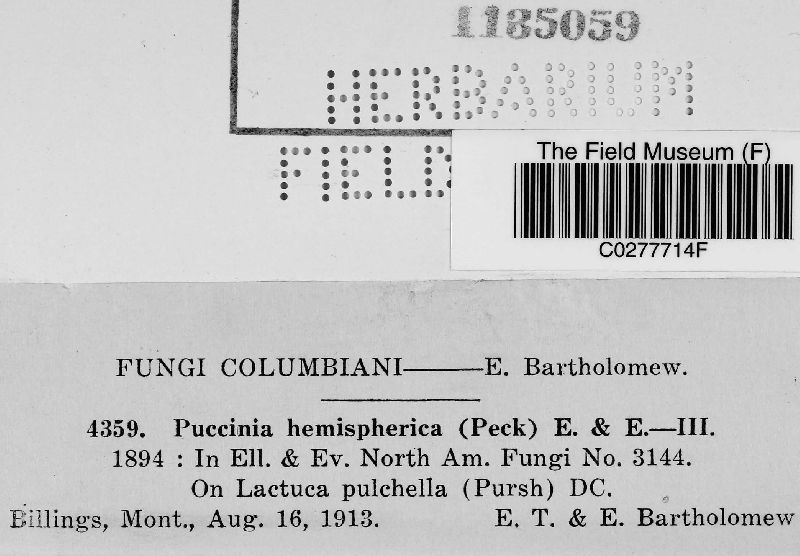 1185059
HERBARIUM
FIELD
The Field Museum (F)
C0277714F
FUNGI COLUMBIANI———E. Bartholomew.
4359. Puccinia hemispherica (Peck) E. & E.—III.
1894 : In Ell. & Ev. North Am. Fungi No. 3144.
On Lactuca pulchella (Pursh) DC.
Billings, Mont., Aug. 16, 1913. E. T. & E. Bartholomew